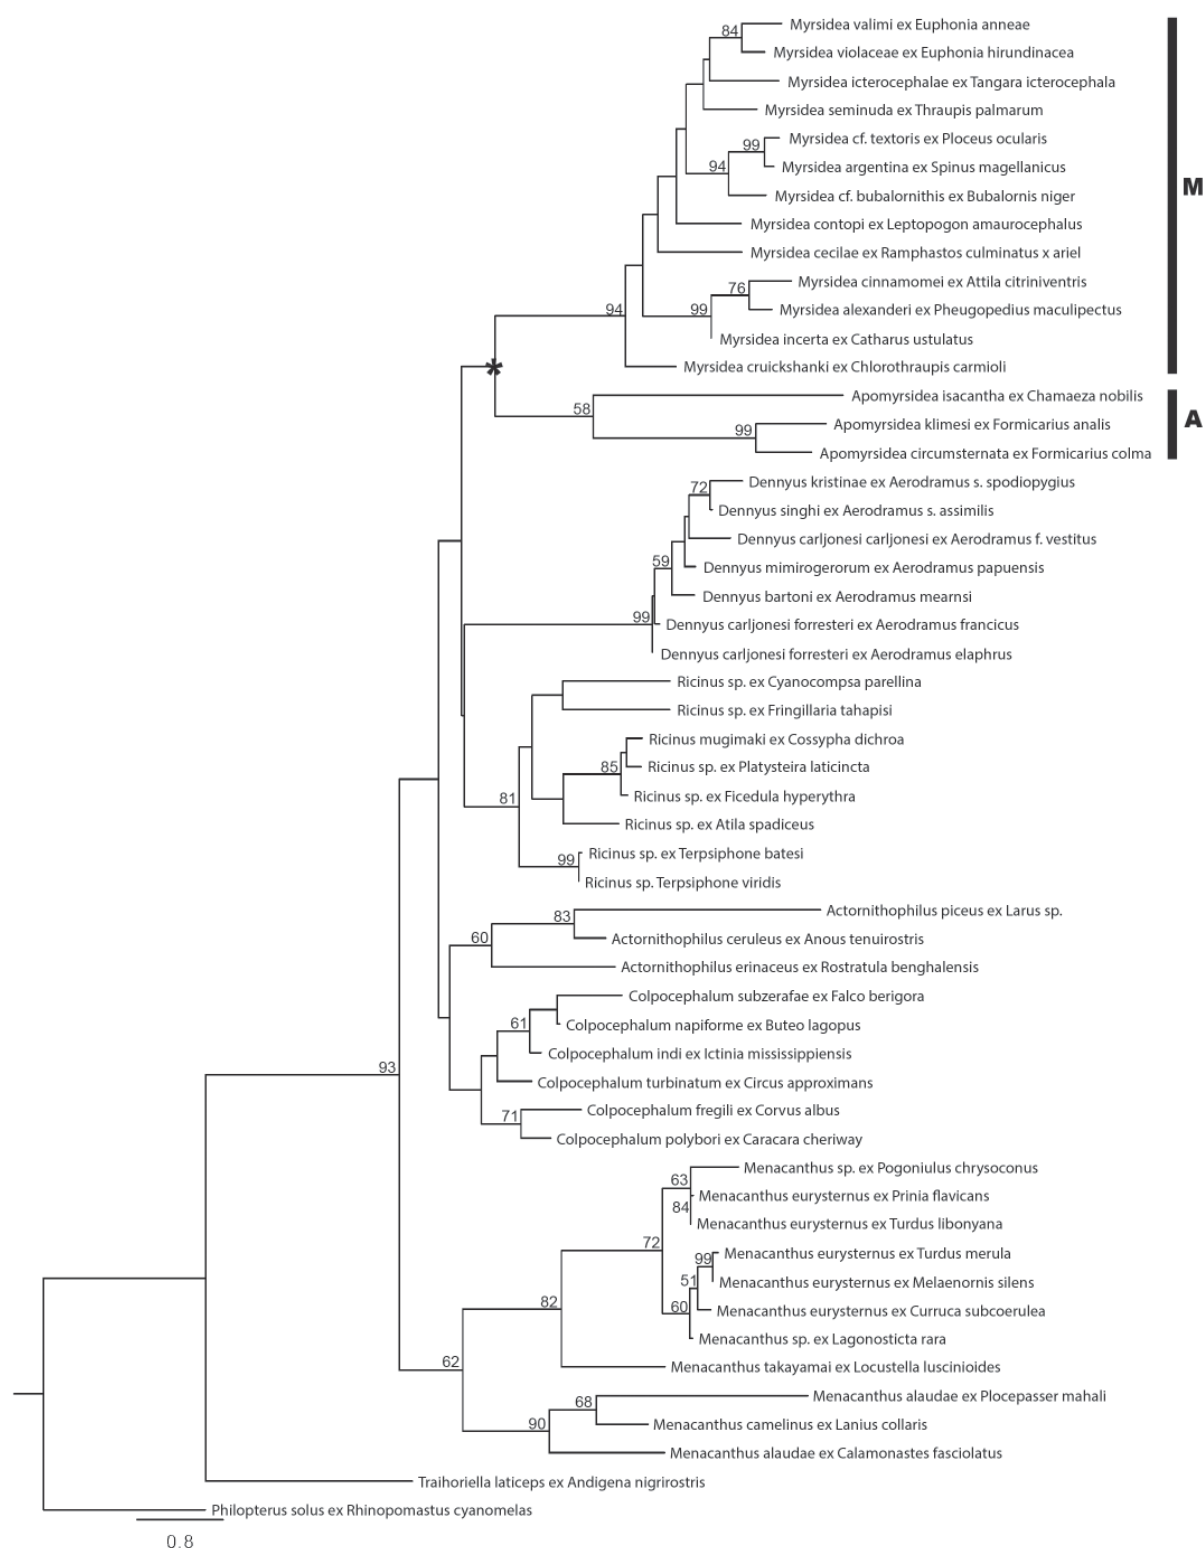 84
Myrsidea valimi ex Euphonia anneae
Myrsidea violaceae ex Euphonia hirundinacea
Myrsidea icterocephalae ex Tangara icterocephala
Myrsidea seminuda ex Thraupis palmarum
Myrsidea cf. textoris ex Ploceus ocularis
99
94
Myrsidea argentina ex Spinus magellanicus
M
Myrsidea cf. bubalornithis ex Bubalornis niger
Myrsidea contopi ex Leptopogon amaurocephalus
Myrsidea cecilae ex Ramphastos culminatus x ariel
Myrsidea cinnamomei ex Attila citriniventris
76
94
99
Myrsidea alexanderi ex Pheugopedius maculipectus
Myrsidea incerta ex Catharus ustulatus
*
Myrsidea cruickshanki ex Chlorothraupis carmioli
Apomyrsidea isacantha ex Chamaeza nobilis
58
A
Apomyrsidea klimesi ex Formicarius analis
99
Apomyrsidea circumsternata ex Formicarius colma
Dennyus kristinae ex Aerodramus s. spodiopygius
72
Dennyus singhi ex Aerodramus s. assimilis
Dennyus carljonesi carljonesi ex Aerodramus f. vestitus
59
Dennyus mimirogerorum ex Aerodramus papuensis
Dennyus bartoni ex Aerodramus mearnsi
99
Dennyus carljonesi forresteri ex Aerodramus francicus
Dennyus carljonesi forresteri ex Aerodramus elaphrus
Ricinus sp. ex Cyanocompsa parellina
Ricinus sp. ex Fringillaria tahapisi
Ricinus mugimaki ex Cossypha dichroa
85
Ricinus sp. ex Platysteira laticincta
81
Ricinus sp. ex Ficedula hyperythra
Ricinus sp. ex Atila spadiceus
99
Ricinus sp. ex Terpsiphone batesi
Ricinus sp. Terpsiphone viridis
83
Actornithophilus piceus ex Larus sp.
60
Actornithophilus ceruleus ex Anous tenuirostris
Actornithophilus erinaceus ex Rostratula benghalensis
Colpocephalum subzerafae ex Falco berigora
61
Colpocephalum napiforme ex Buteo lagopus
Colpocephalum indi ex Ictinia mississippiensis
93
Colpocephalum turbinatum ex Circus approximans
71
Colpocephalum fregili ex Corvus albus
Colpocephalum polybori ex Caracara cheriway
Menacanthus sp. ex Pogoniulus chrysoconus
63
Menacanthus eurysternus ex Prinia flavicans
84
Menacanthus eurysternus ex Turdus libonyana
72
99
Menacanthus eurysternus ex Turdus merula
51
Menacanthus eurysternus ex Melaenornis silens
82
60
Menacanthus eurysternus ex Curruca subcoerulea
Menacanthus sp. ex Lagonosticta rara
62
Menacanthus takayamai ex Locustella luscinioides
68
Menacanthus alaudae ex Plocepasser mahali
90
Menacanthus camelinus ex Lanius collaris
Menacanthus alaudae ex Calamonastes fasciolatus
Traihoriella laticeps ex Andigena nigrirostris
Philopterus solus ex Rhinopomastus cyanomelas
0.8